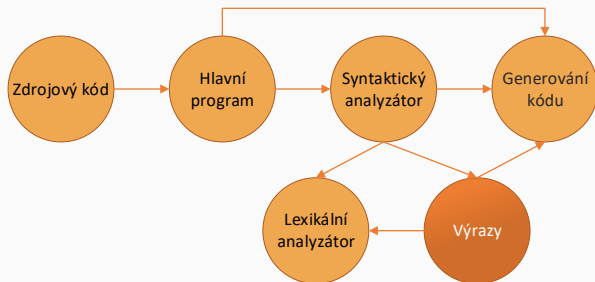 Zdrojový kód
Hlavní
program
Syntaktický
analyzátor
Generování
kódu
Lexikální
analyzátor
Výrazy